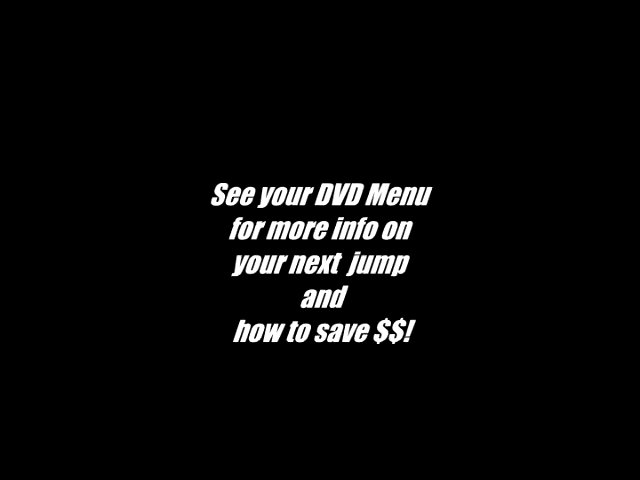 See your DVD Menu
for more info on
your next jump
and
how to save $$!